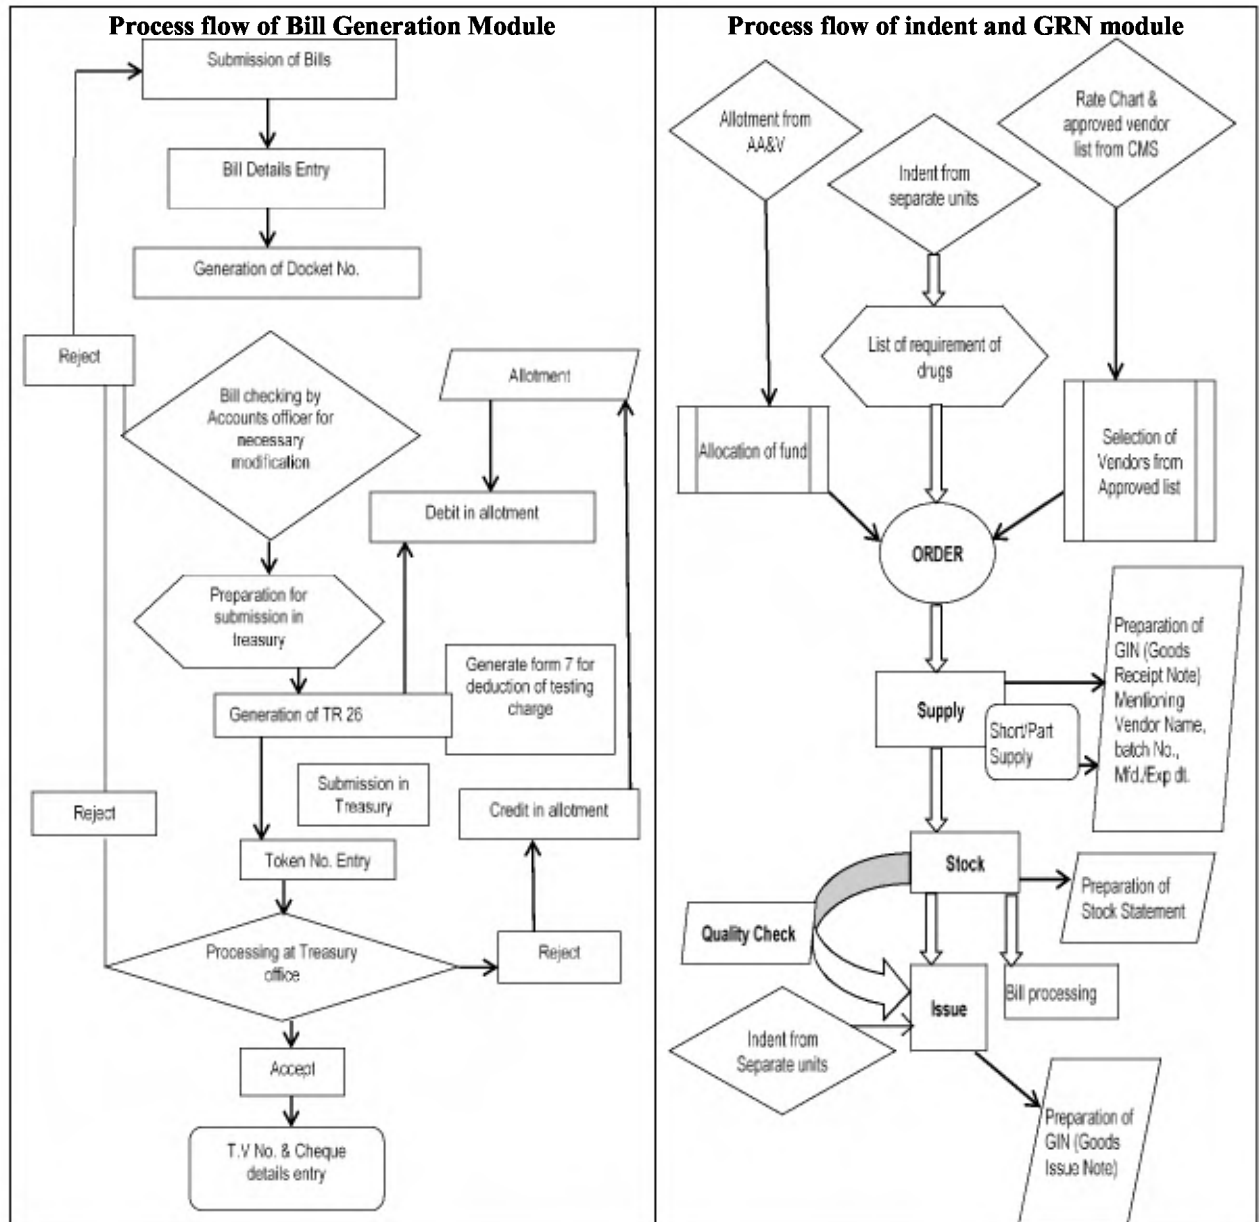 Process flow of Bill Generation Module
Submission of Bills
Bill Details Entry
Generation of Docket No.
Reject
Bill checking by
Accounts officer for
necessary
modification
Allotment
Debit in allotment
Preparation for
submission in
treasury
Generate form 7 for
deduction of testing
charge
Generation of TR 26
Submission in
Treasury
Reject
Credit in allotment
Token No. Entry
Processing at Treasury
office
Reject
Accept
T.V No. & Cheque
details entry
Process flow of indent and GRN module
Allotment from
AA&V
Indent from
separate units
Rate Chart &
approved vendor
list from CMS
List of requirement of
drugs
Allocation of fund
Selection of
Vendors from
Approved list
ORDER
Supply
Short/Part
Supply
Preparation of
GIN (Goods
Receipt Note)
Mentioning
Vendor Name,
batch No.,
Mfd./Exp dt.
Stock
Preparation of
Stock Statement
Quality Check
Issue
Bill processing
Indent from
Separate units
Preparation of
GIN (Goods
Issue Note)